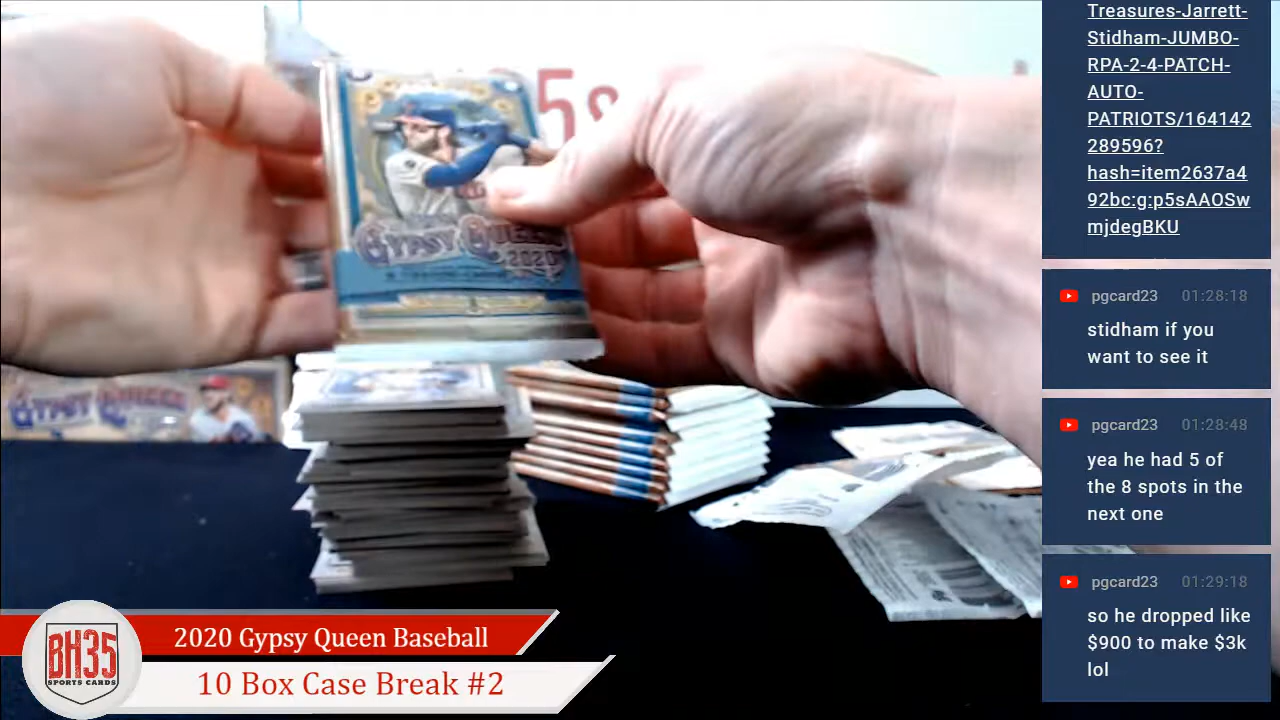 5s
GYPSY QUEEN
2020
GYPSY QUEEN
Treasures-Jarrett-
Stidham-JUMBO-
RPA-2-4-PATCH-
AUTO-
PATRIOTS/164142
289596?
hash=item2637a4
92bc:g:p5sAAOSw
mjdegBKU
pgcard23 01:28:18
stidham if you
want to see it
pgcard23 01:28:48
yea he had 5 of
the 8 spots in the
next one
pgcard23 01:29:18
so he dropped like
$900 to make $3k
lol
BH35
SPORTS CARDS
2020 Gypsy Queen Baseball
10 Box Case Break #2